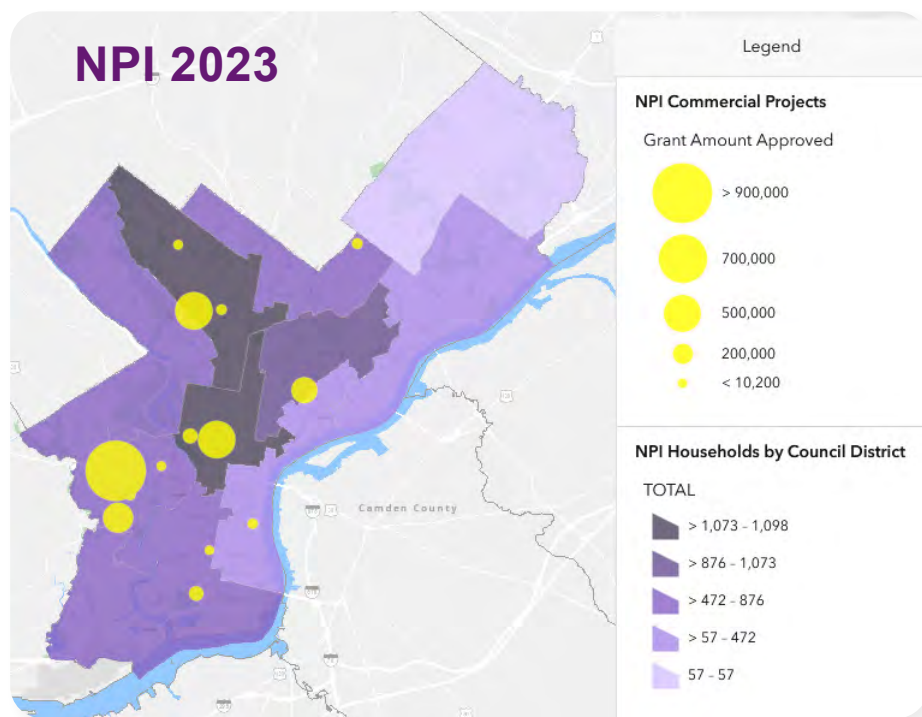 NPI 2023
Legend
NPI Commercial Projects
Grant Amount Approved
> 900,000
700,000
500,000
200,000
< 10,200
NPI Households by Council District
TOTAL
> 1,073 - 1,098
> 876 - 1,073
> 472 - 876
> 57 - 472
57 - 57
Camden County